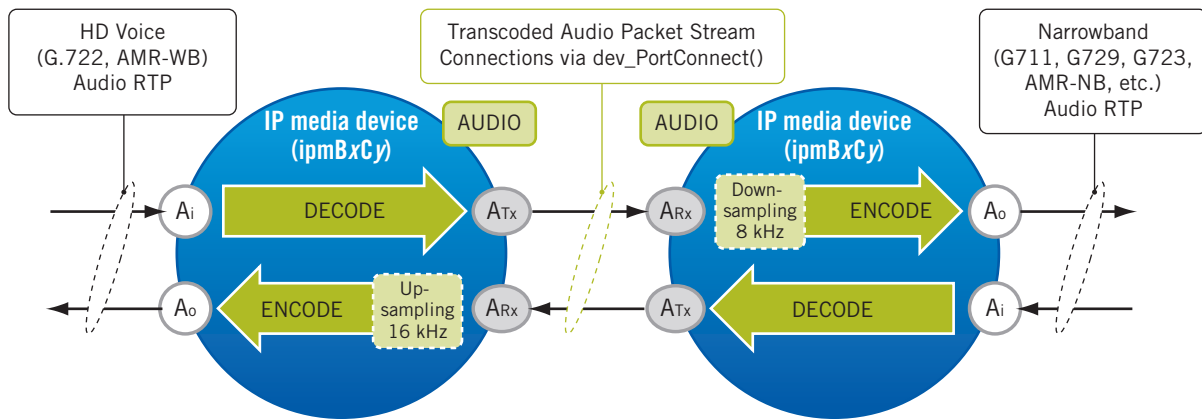 HD Voice
(G.722, AMR-WB)
Audio RTP
Transcoded Audio Packet Stream
Connections via dev_PortConnect()
Narrowband
(G711, G729, G723,
AMR-NB, etc.)
Audio RTP
IP media device
(ipmBxCy)
AUDIO
AUDIO
IP media device
(ipmBxCy)
Ai
DECODE
ATx
ARx
Down-
sampling
8 kHz
ENCODE
Ao
Ao
ENCODE
Up-
sampling
16 kHz
ARx
ATx
DECODE
Ai